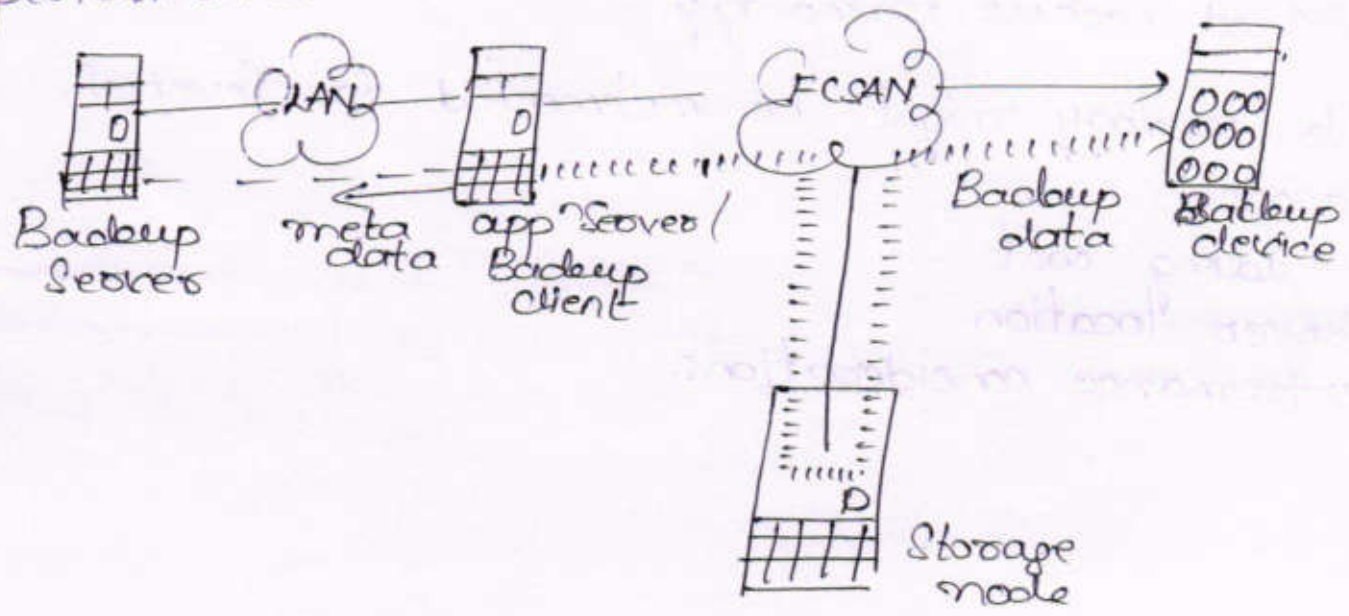 LAN
FCSAN
Backup
Server
meta
data
app Server /
Backup
client
Backup
data
Backup
device
Storage
node